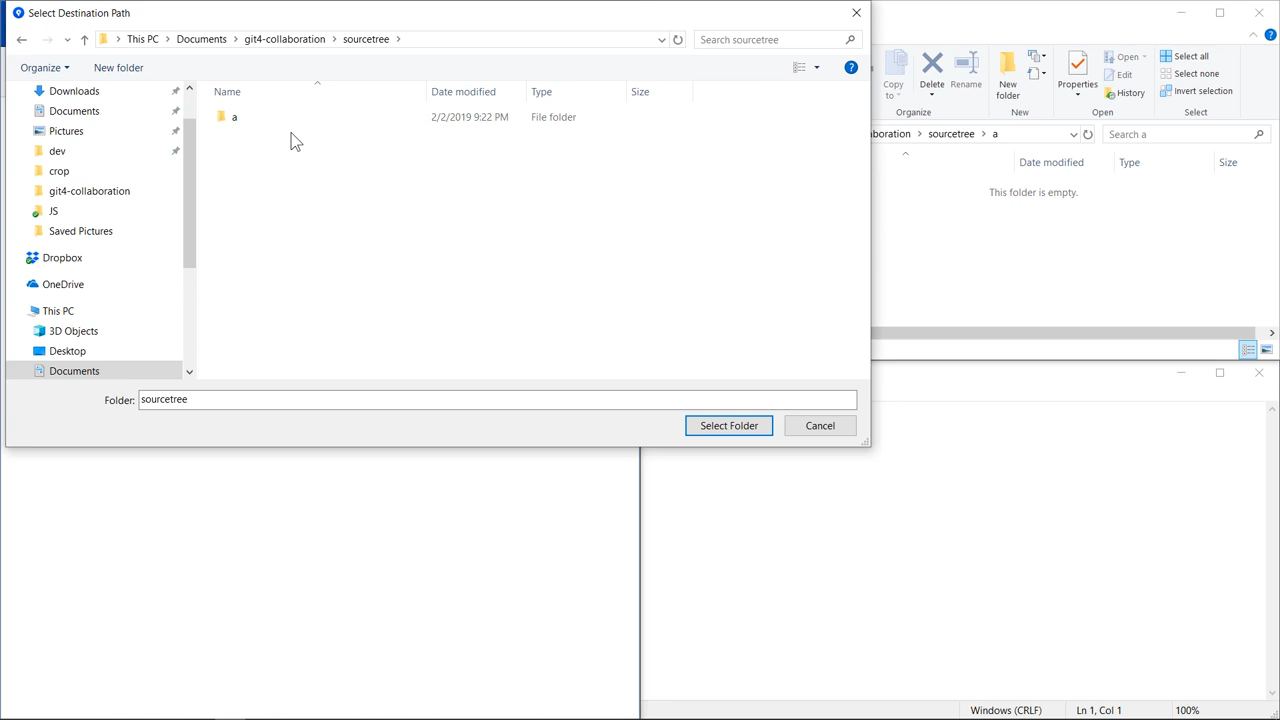 Select Destination Path
This PC Documents git4-collaboration sourcetree
Search sourcetree
Organize New folder
Name Date modified Type Size
a 2/2/2019 9:22 PM File folder
Downloads
Documents
Pictures
dev
crop
git4-collaboration
JS
Saved Pictures
Dropbox
OneDrive
This PC
3D Objects
Desktop
Documents
Folder: sourcetree
Select Folder Cancel
Copy to
Delete
Rename
Organize
New folder
New
Properties
Open
Edit
History
Open
Select all
Select none
Invert selection
Select
boration sourcetree a
Search a
Date modified Type Size
This folder is empty.
Windows (CRLF) Ln 1, Col 1 100%